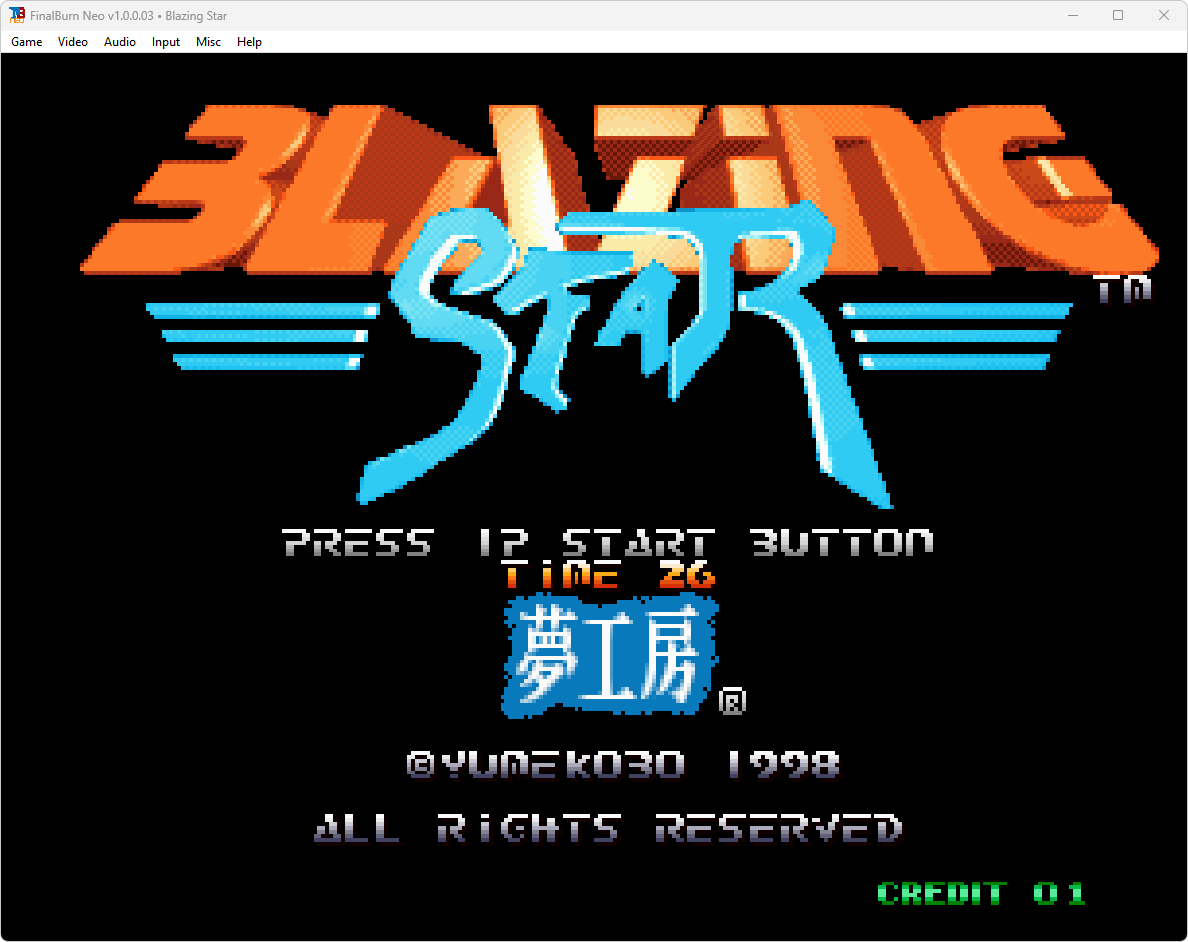 FinalBurn Neo v1.0.0.03 • Blazing Star
Game Video Audio Input Misc Help
BLAZiNG
STaR
TM
PRESS 1P START BUTTON
TiME 26
夢工房
®
©YUMEKOBO 1998
ALL RiGHTS RESERVED
CREDIT 01